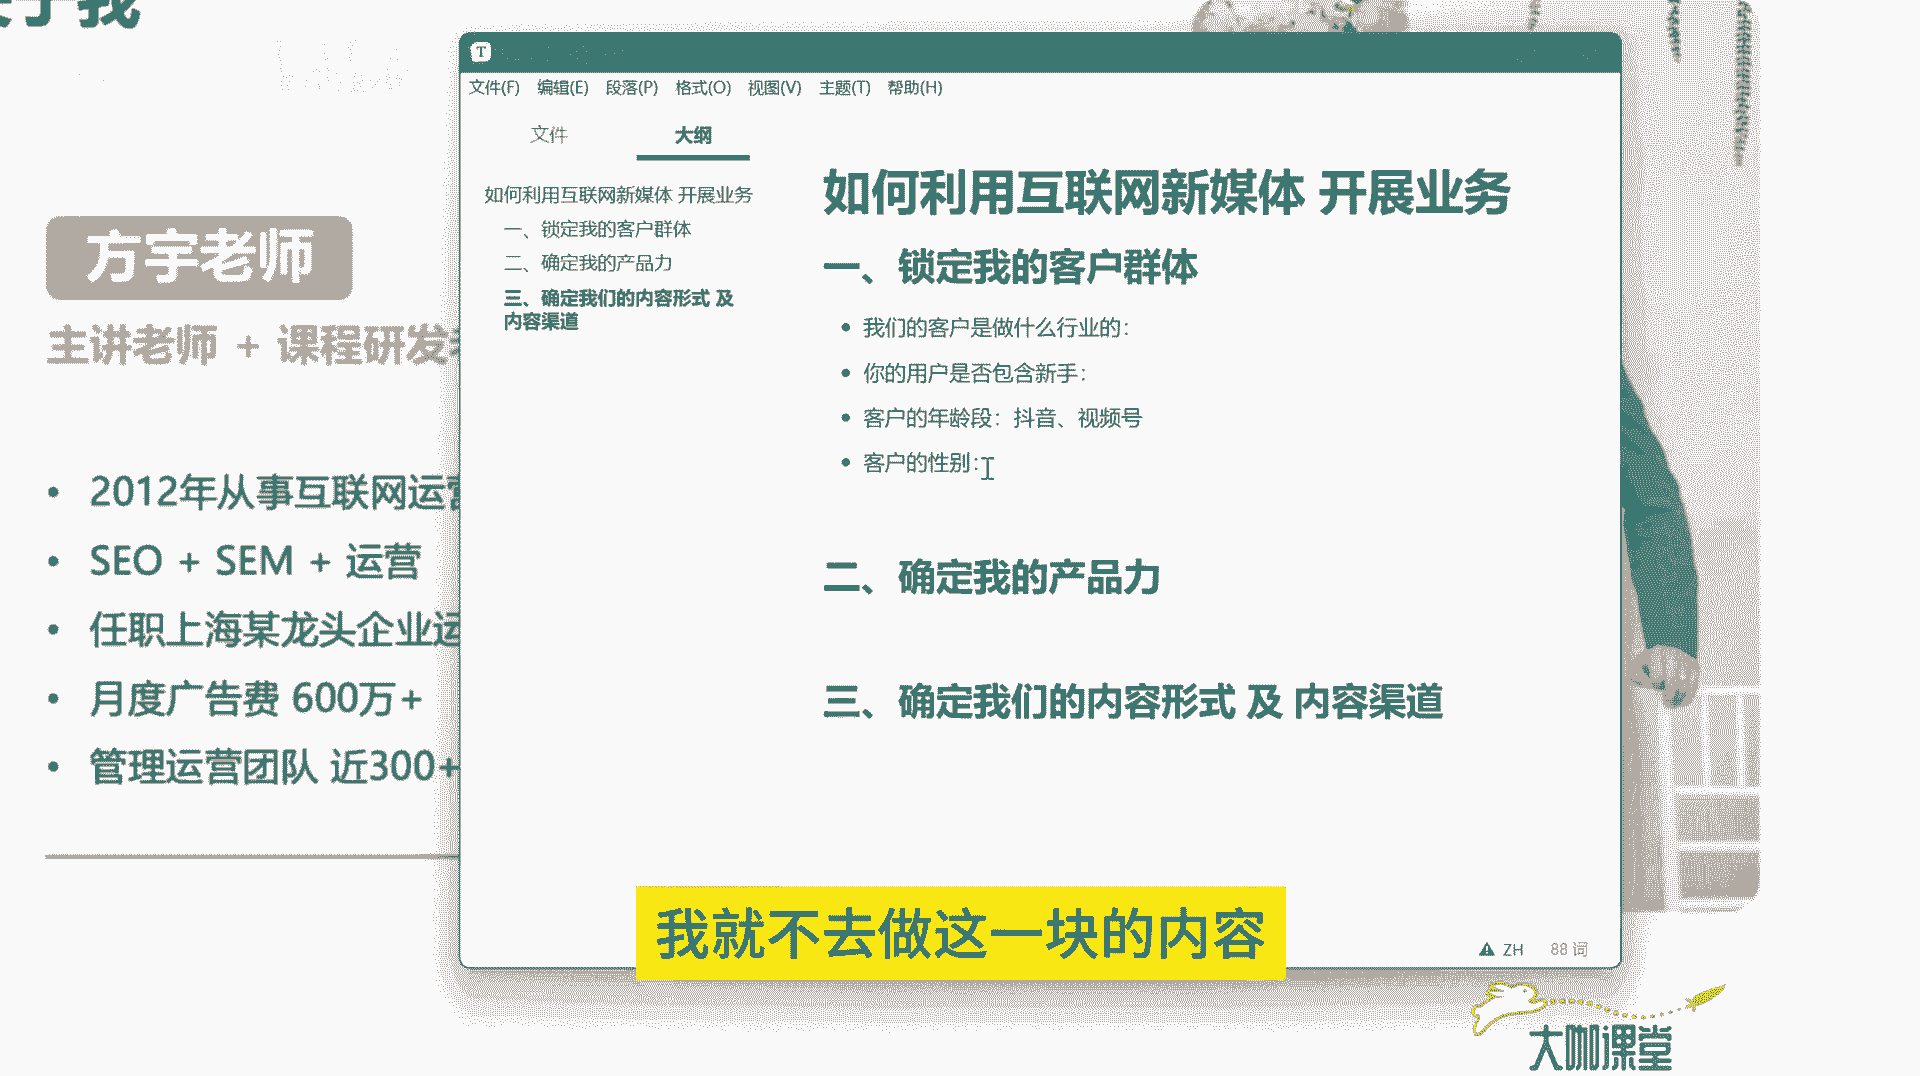 于我
方宇老师
主讲老师 + 课程研发
• 2012年从事互联网运营
• SEO + SEM + 运营
• 任职上海某龙头企业运
• 月度广告费 600万+
• 管理运营团队 近300+
T
文件(F) 编辑(E) 段落(P) 格式(O) 视图(V) 主题(T) 帮助(H)
文件 大纲
如何利用互联网新媒体 开展业务
一、锁定我的客户群体
二、确定我的产品力
三、确定我们的内容形式 及
内容渠道
如何利用互联网新媒体 开展业务
一、锁定我的客户群体
• 我们的客户是做什么行业的：
• 你的用户是否包含新手：
• 客户的年龄段：抖音、视频号
• 客户的性别：
二、确定我的产品力
三、确定我们的内容形式 及 内容渠道
ZH 88 词
我就不去做这一块的内容
大咖课堂